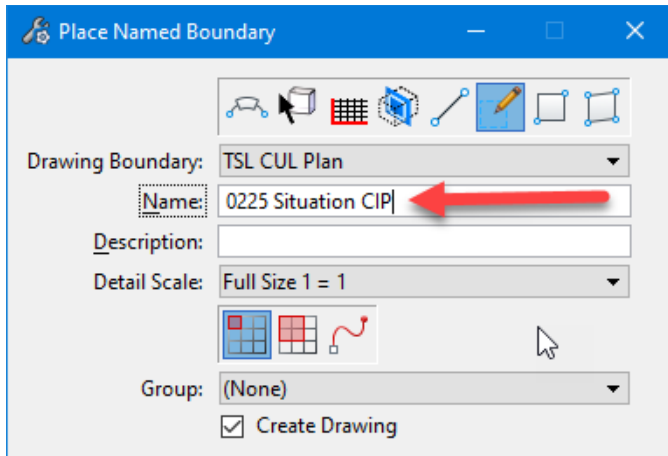 Place Named Boundary
Drawing Boundary: TSL CUL Plan
Name: 0225 Situation CIP
Description:
Detail Scale: Full Size 1 = 1
Group: (None)
Create Drawing